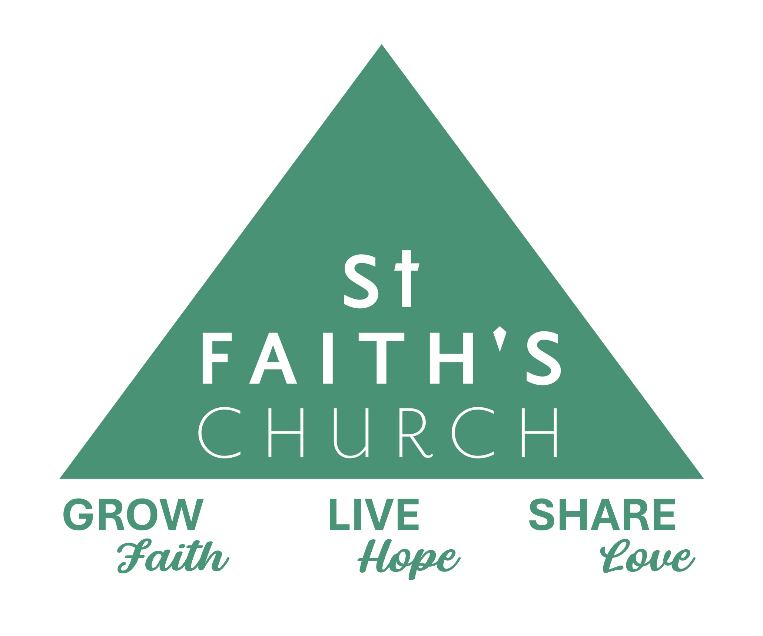 St
FAITH'S
CHURCH
GROW LIVE SHARE
Faith Hope Love